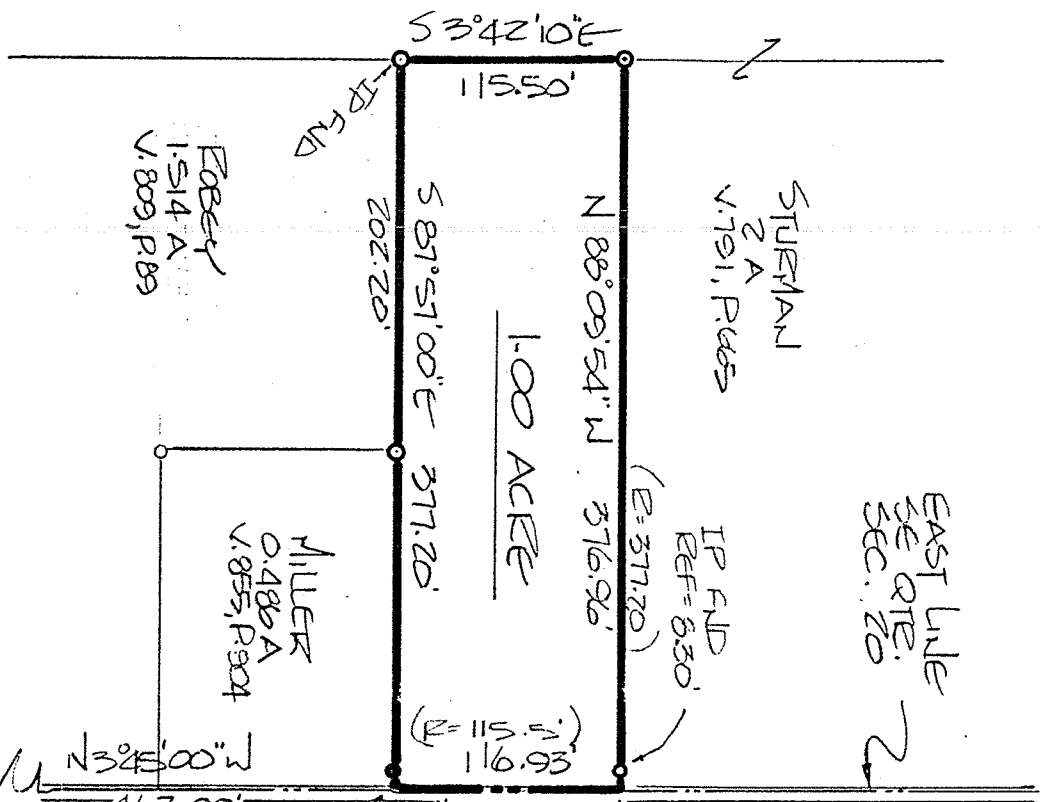 S 3°42'10"E
115.50'
IP FND
ROBEY
1.514 A
V.809, P.89
202.20'
S 87°57'00"E 377.20'
1.00 ACRE
N 88°09'54"W 376.96'
(R=377.70)
STURMAN
2 A
V.791, P.665
IP FND
REF=8.30'
EAST LINE
SE QTR.
SEC. 20
MILLER
0.486 A
V.855, P.904
(R=115.5')
116.93'
N3°45'00"W